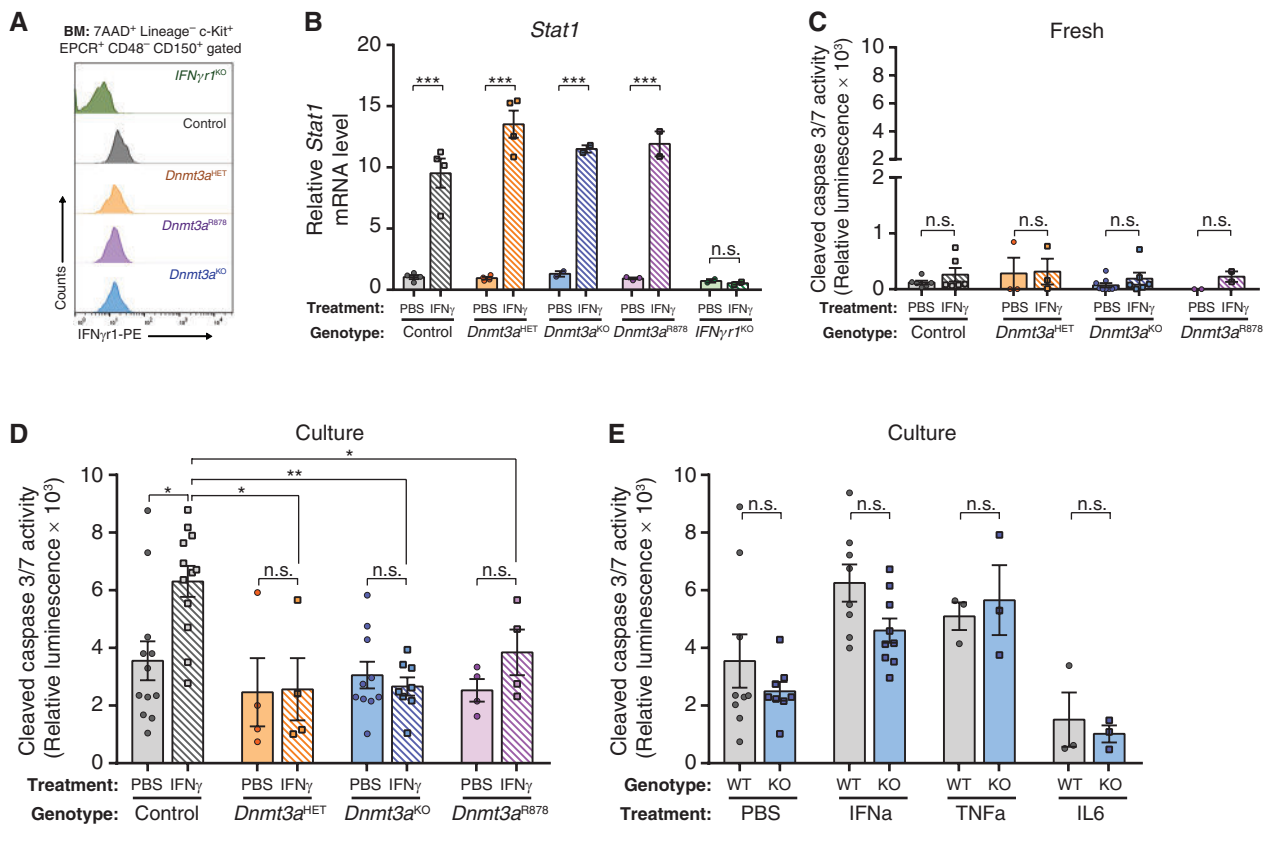 A
BM: 7AAD⁺ Lineage⁻ c-Kit⁺
EPCR⁺ CD48⁻ CD150⁺ gated
IFNγr1ᴷᴼ
Control
Dnmt3aᴴᴱᵀ
Dnmt3aᴿ⁸⁷⁸
Dnmt3aᴷᴼ
Counts
IFNγr1-PE
B
Stat1
Relative Stat1
mRNA level
20
15
10
5
0
*** *** *** *** n.s.
Treatment: PBS IFNγ PBS IFNγ PBS IFNγ PBS IFNγ PBS IFNγ
Genotype: Control Dnmt3aᴴᴱᵀ Dnmt3aᴷᴼ Dnmt3aᴿ⁸⁷⁸ IFNγr1ᴷᴼ
C
Fresh
Cleaved caspase 3/7 activity
(Relative luminescence × 10³)
10
8
6
4
2
2
1
0
n.s. n.s. n.s. n.s.
Treatment: PBS IFNγ PBS IFNγ PBS IFNγ PBS IFNγ
Genotype: Control Dnmt3aᴴᴱᵀ Dnmt3aᴷᴼ Dnmt3aᴿ⁸⁷⁸
D
Culture
Cleaved caspase 3/7 activity
(Relative luminescence × 10³)
10
8
6
4
2
0
*
**
* *
n.s. n.s. n.s.
Treatment: PBS IFNγ PBS IFNγ PBS IFNγ PBS IFNγ
Genotype: Control Dnmt3aᴴᴱᵀ Dnmt3aᴷᴼ Dnmt3aᴿ⁸⁷⁸
E
Culture
Cleaved caspase 3/7 activity
(Relative luminescence × 10³)
10
8
6
4
2
0
n.s. n.s. n.s. n.s.
Genotype: WT KO WT KO WT KO WT KO
Treatment: PBS IFNa TNFa IL6